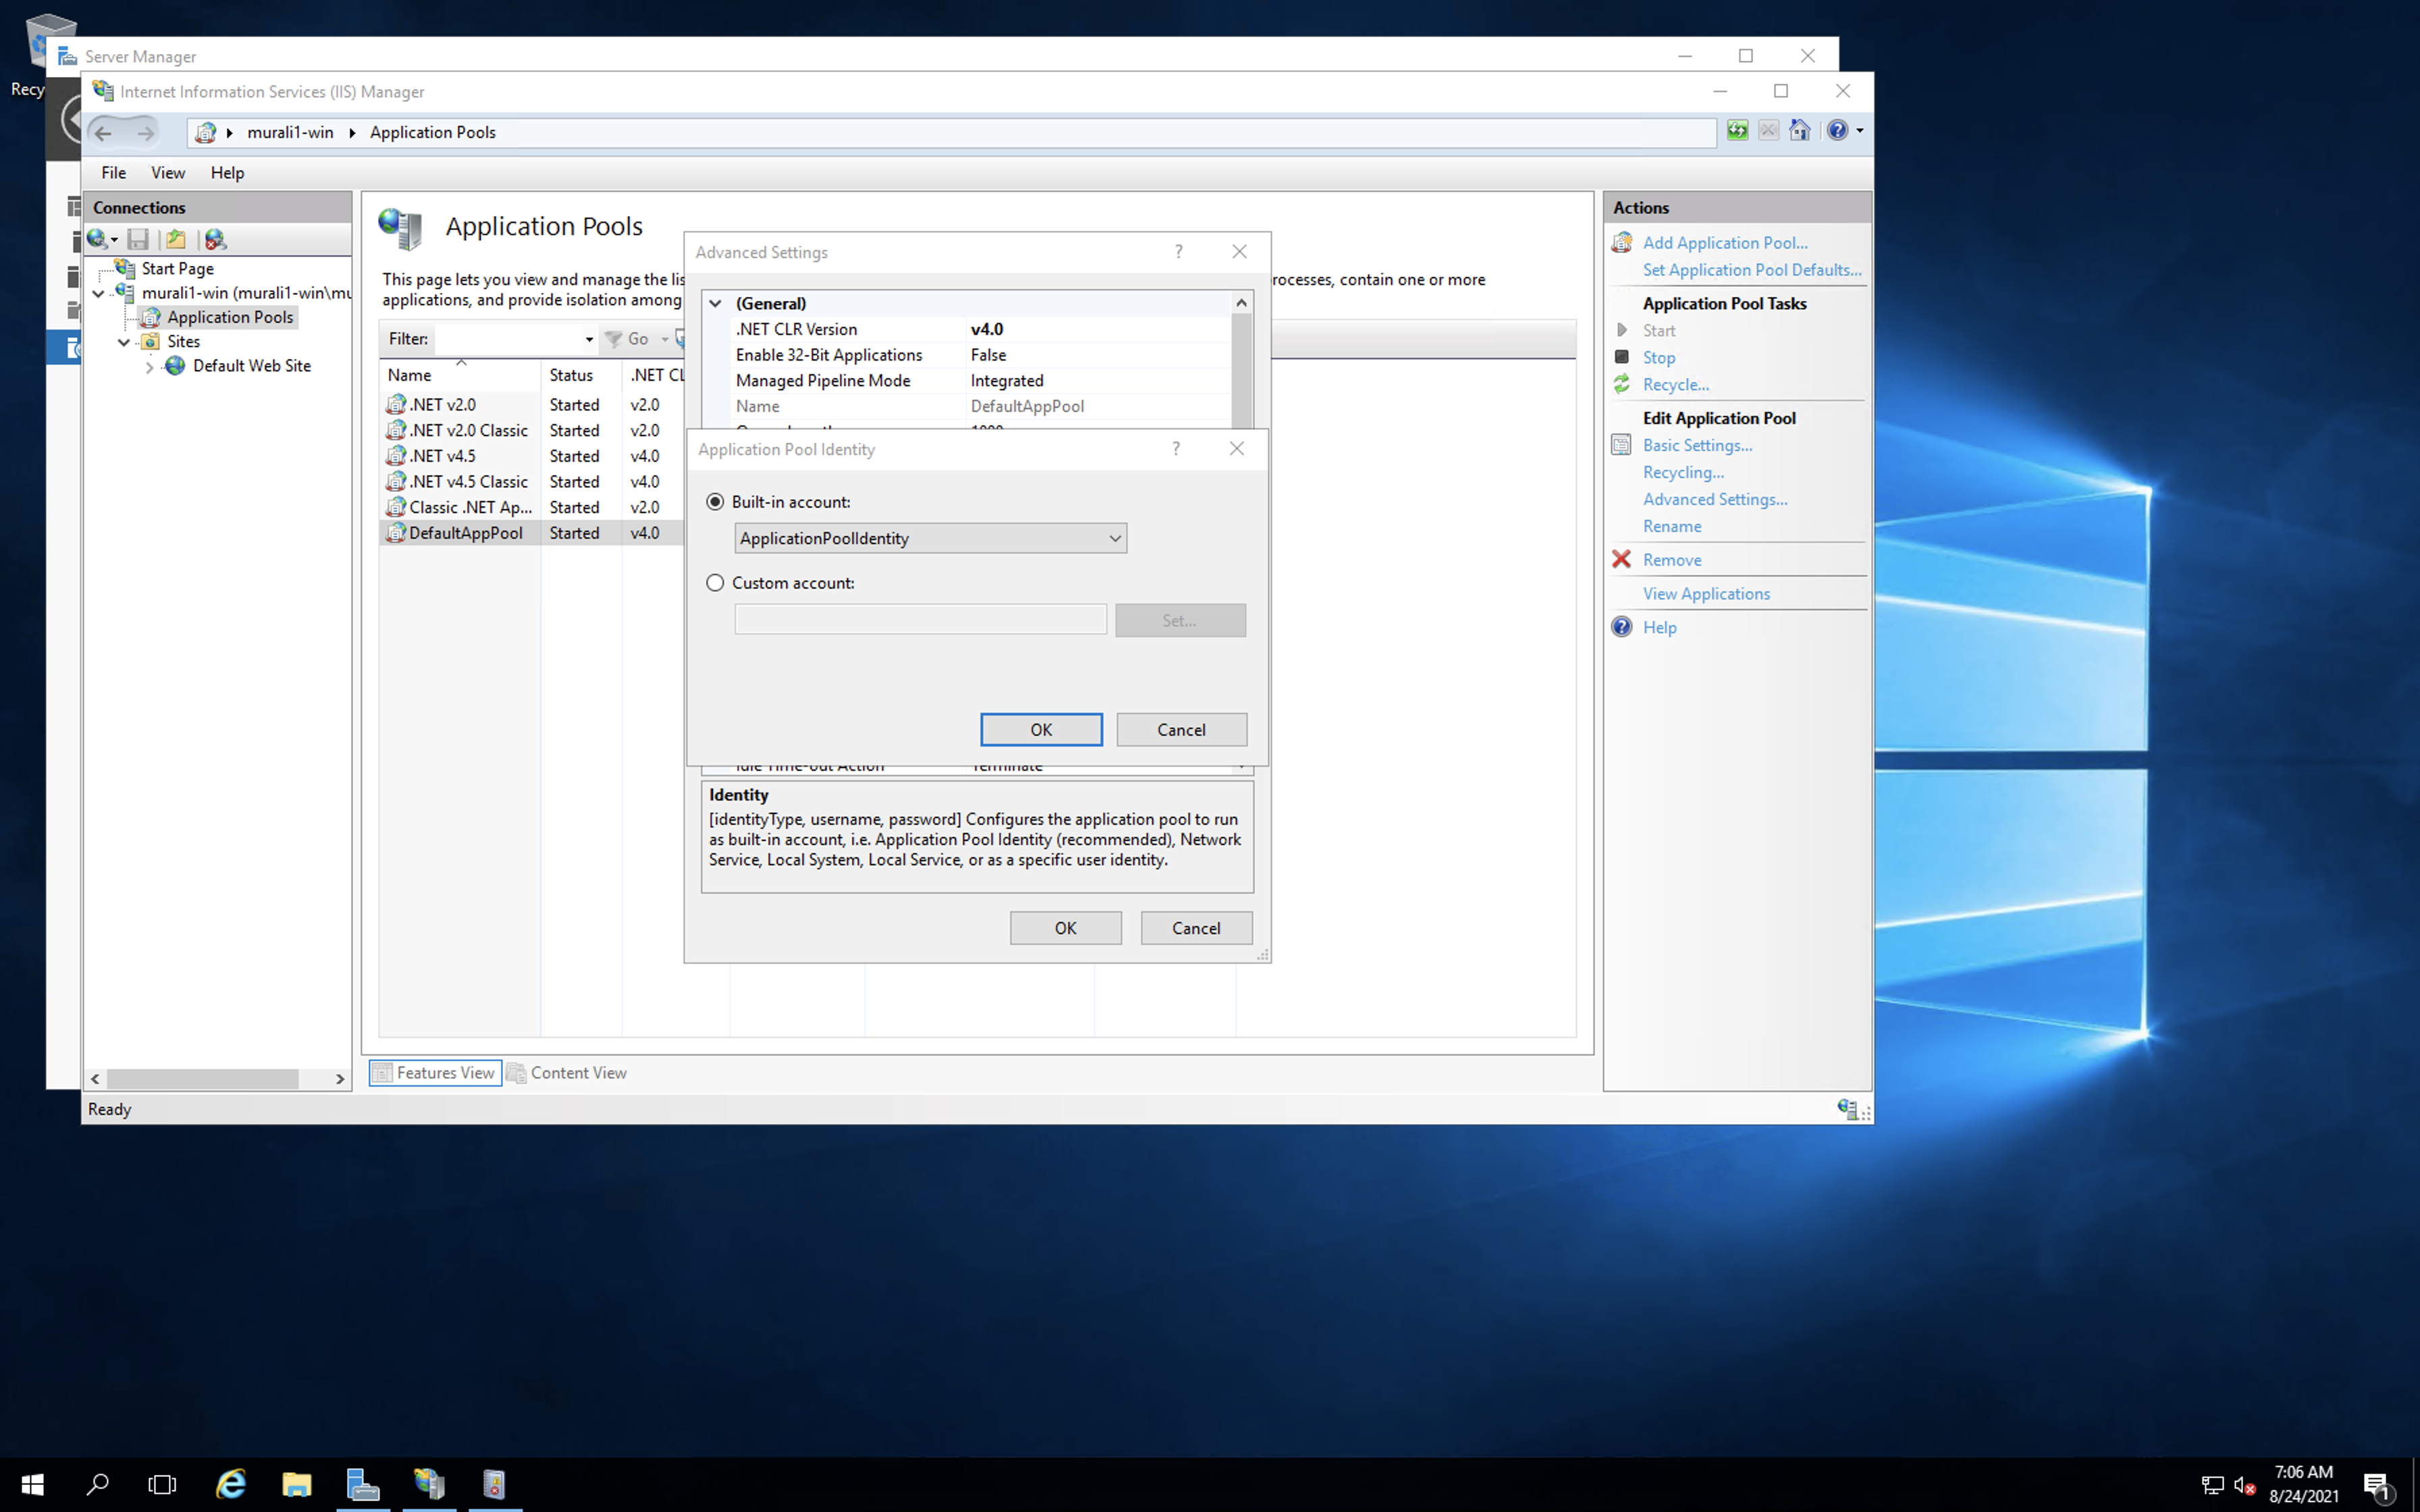 Recy
Server Manager
Internet Information Services (IIS) Manager
murali1-win
Application Pools
File
View
Help
Connections
Start Page
murali1-win (murali1-win\mu
Application Pools
Sites
Default Web Site
Application Pools
This page lets you view and manage the lis
rocesses, contain one or more
applications, and provide isolation among
Filter:
Go
Name
Status
.NET CL
.NET v2.0
Started
v2.0
.NET v2.0 Classic
Started
v2.0
.NET v4.5
Started
v4.0
.NET v4.5 Classic
Started
v4.0
Classic .NET Ap...
Started
v2.0
DefaultAppPool
Started
v4.0
Advanced Settings
?
(General)
.NET CLR Version
v4.0
Enable 32-Bit Applications
False
Managed Pipeline Mode
Integrated
Name
DefaultAppPool
Application Pool Identity
?
Built-in account:
ApplicationPoolIdentity
Custom account:
Set...
OK
Cancel
Idle Time-out Action
Terminate
Identity
[identityType, username, password] Configures the application pool to run
as built-in account, i.e. Application Pool Identity (recommended), Network
Service, Local System, Local Service, or as a specific user identity.
OK
Cancel
Features View
Content View
Ready
Actions
Add Application Pool...
Set Application Pool Defaults...
Application Pool Tasks
Start
Stop
Recycle...
Edit Application Pool
Basic Settings...
Recycling...
Advanced Settings...
Rename
Remove
View Applications
Help
7:06 AM
8/24/2021
1